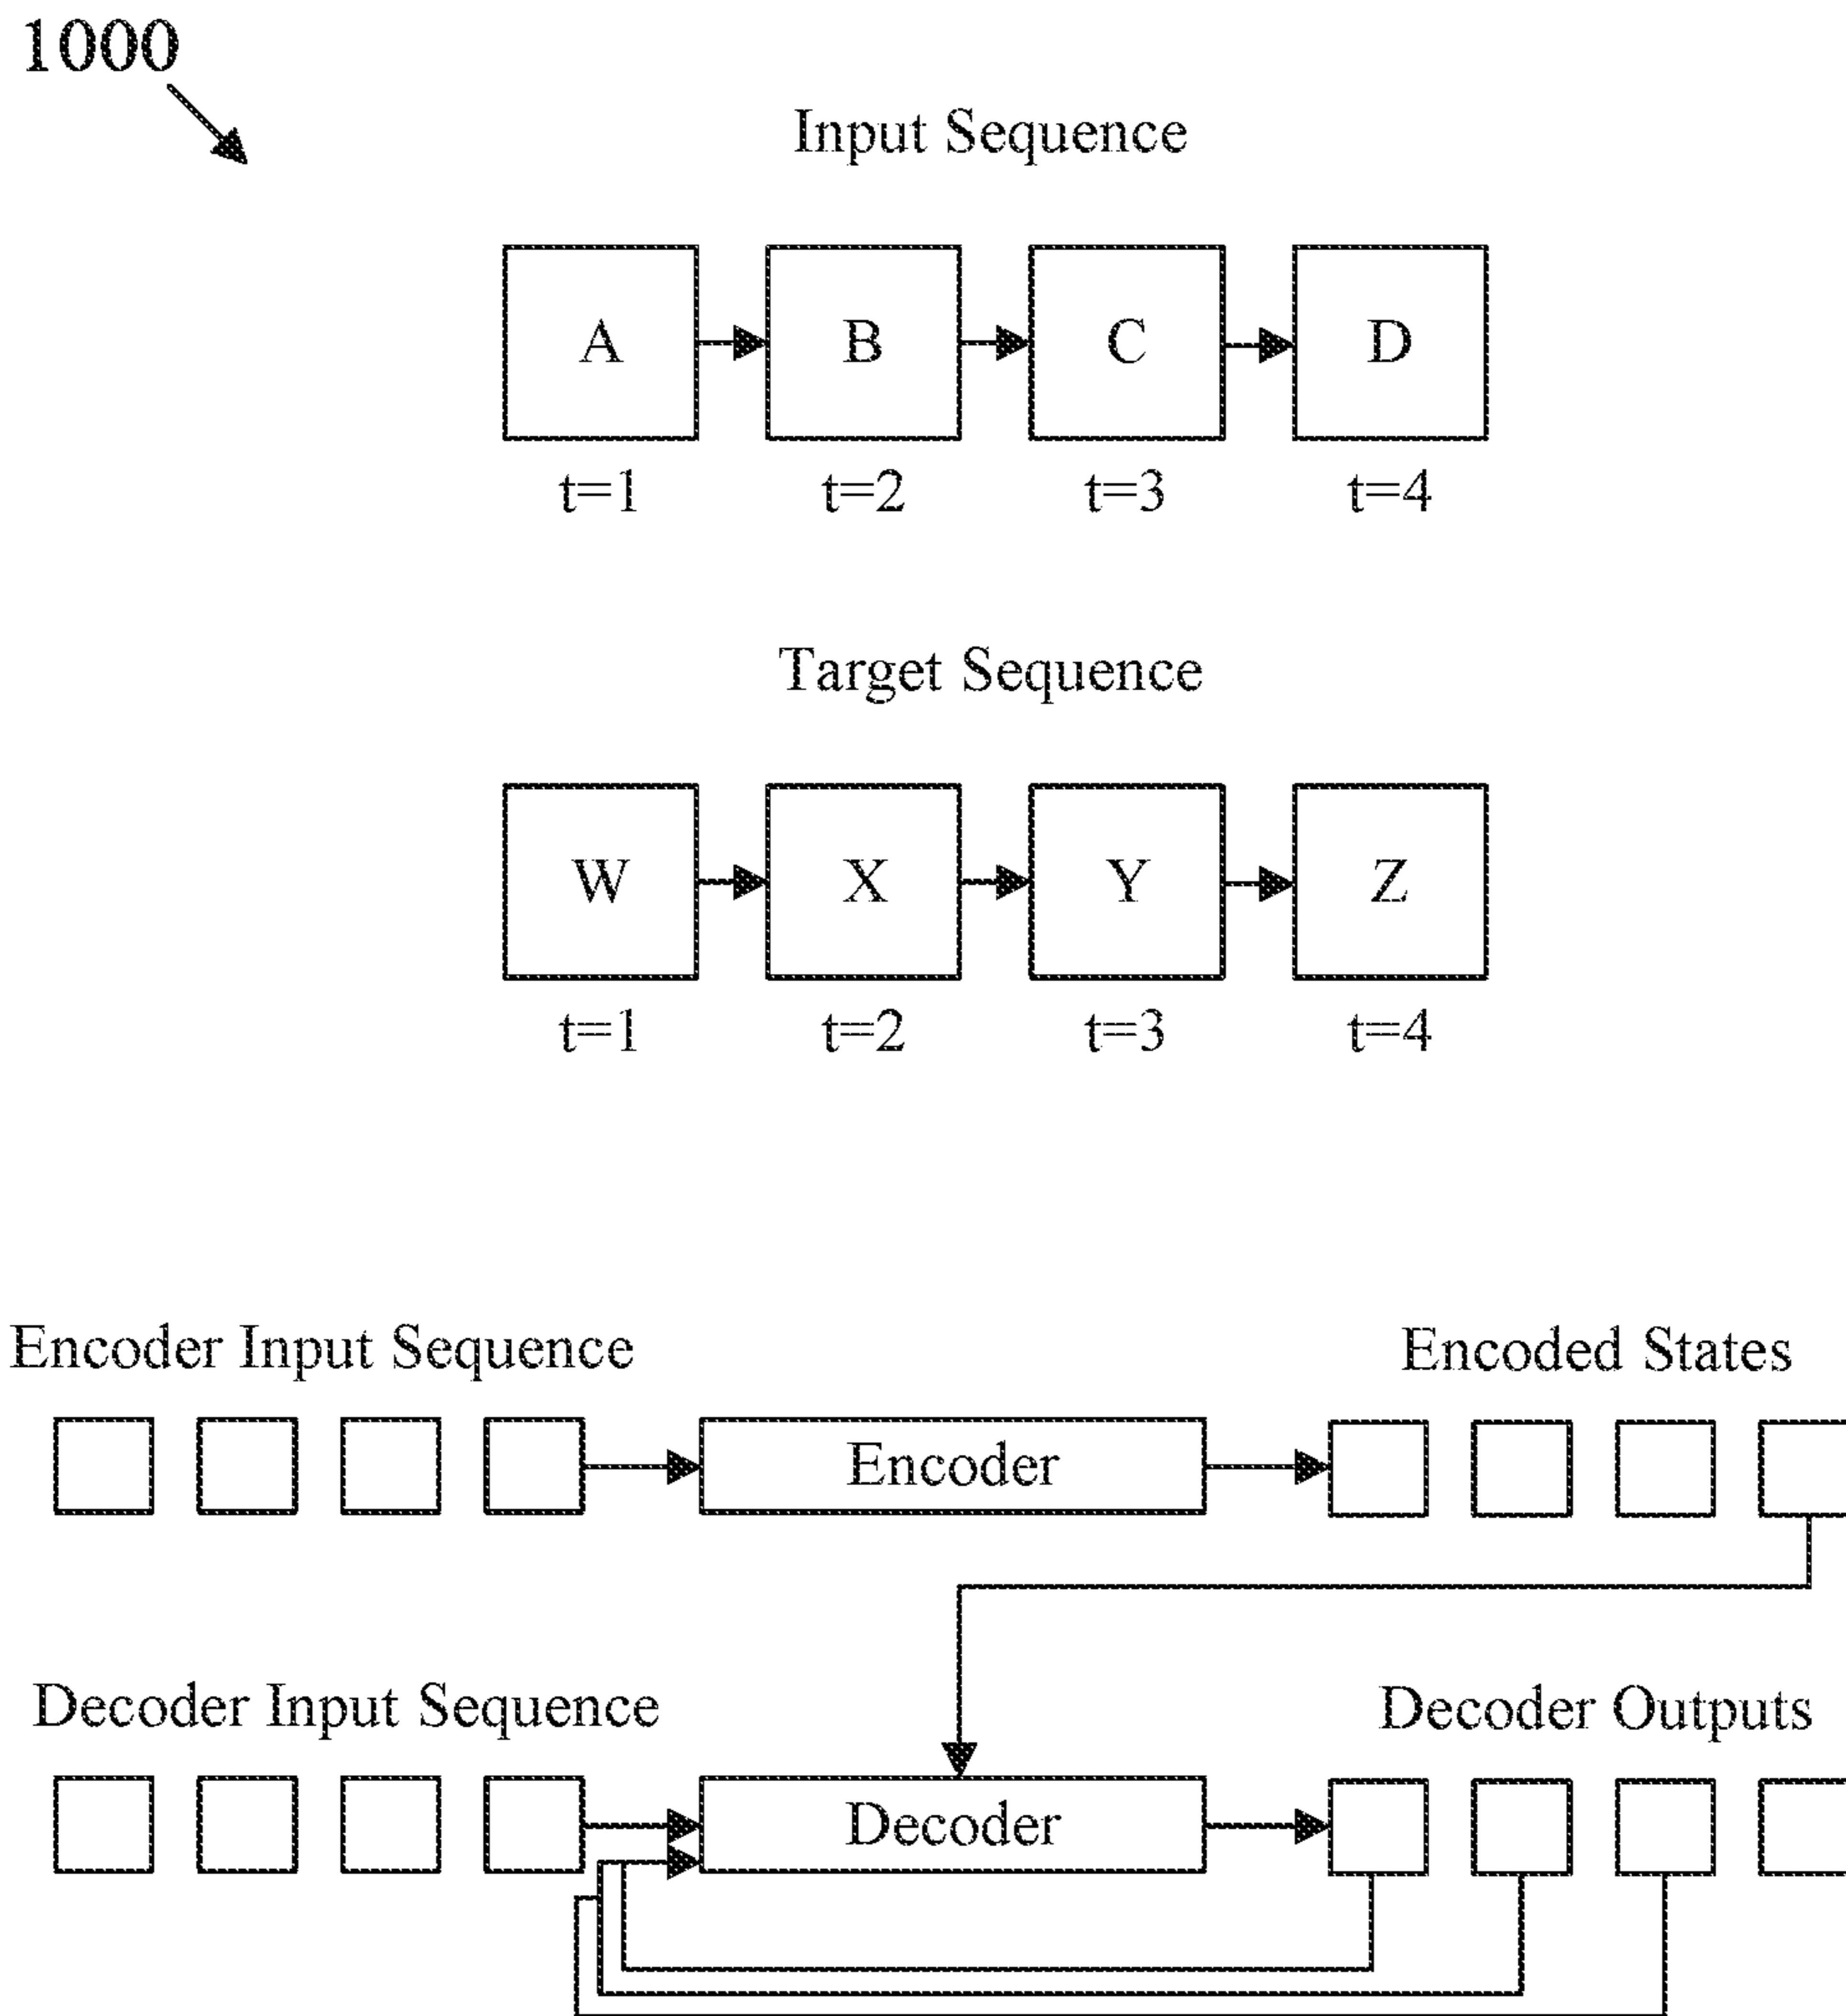 1000
Input Sequence
A B C D
t=1 t=2 t=3 t=4
Target Sequence
W X Y Z
t=1 t=2 t=3 t=4
Encoder Input Sequence
Encoded States
Encoder
Decoder Input Sequence
Decoder Outputs
Decoder